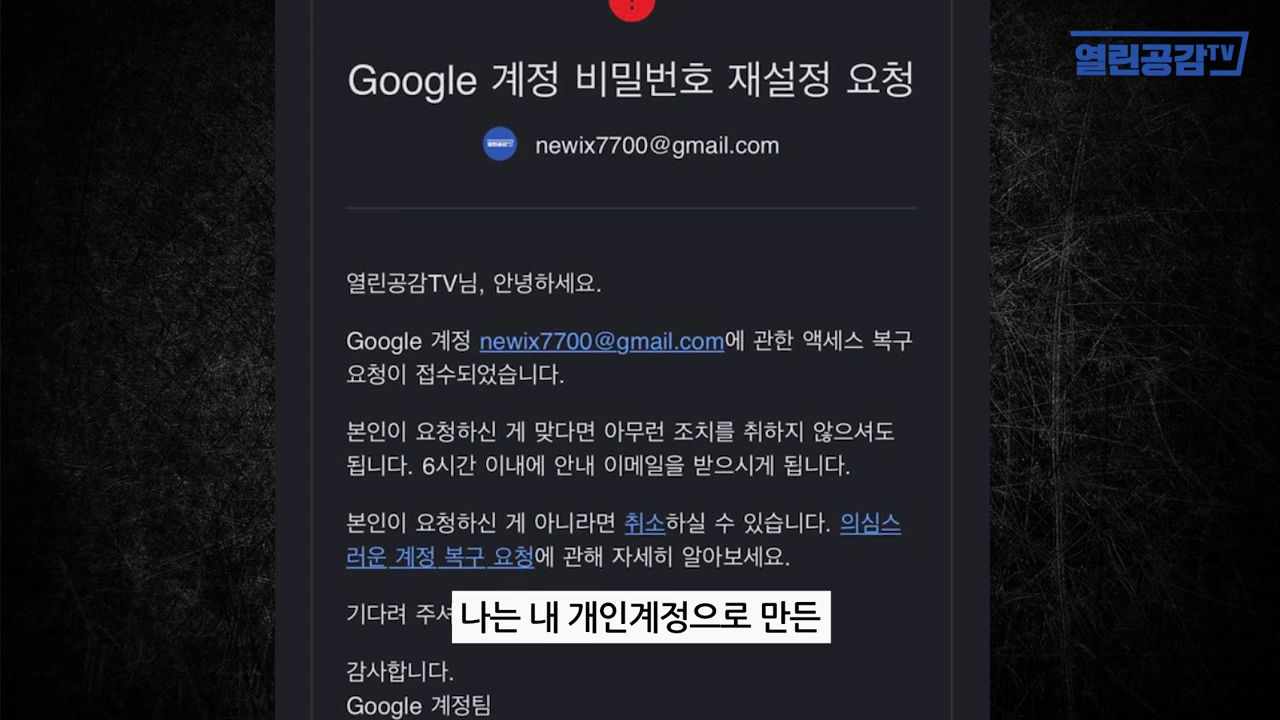 열린공감TV
Google 계정 비밀번호 재설정 요청
열린공감TV
newix7700@gmail.com
열린공감TV님, 안녕하세요.
Google 계정 newix7700@gmail.com에 관한 액세스 복구
요청이 접수되었습니다.
본인이 요청하신 게 맞다면 아무런 조치를 취하지 않으셔도
됩니다. 6시간 이내에 안내 이메일을 받으시게 됩니다.
본인이 요청하신 게 아니라면 취소하실 수 있습니다. 의심스
러운 계정 복구 요청에 관해 자세히 알아보세요.
기다려 주셔
나는 내 개인계정으로 만든
감사합니다.
Google 계정팀